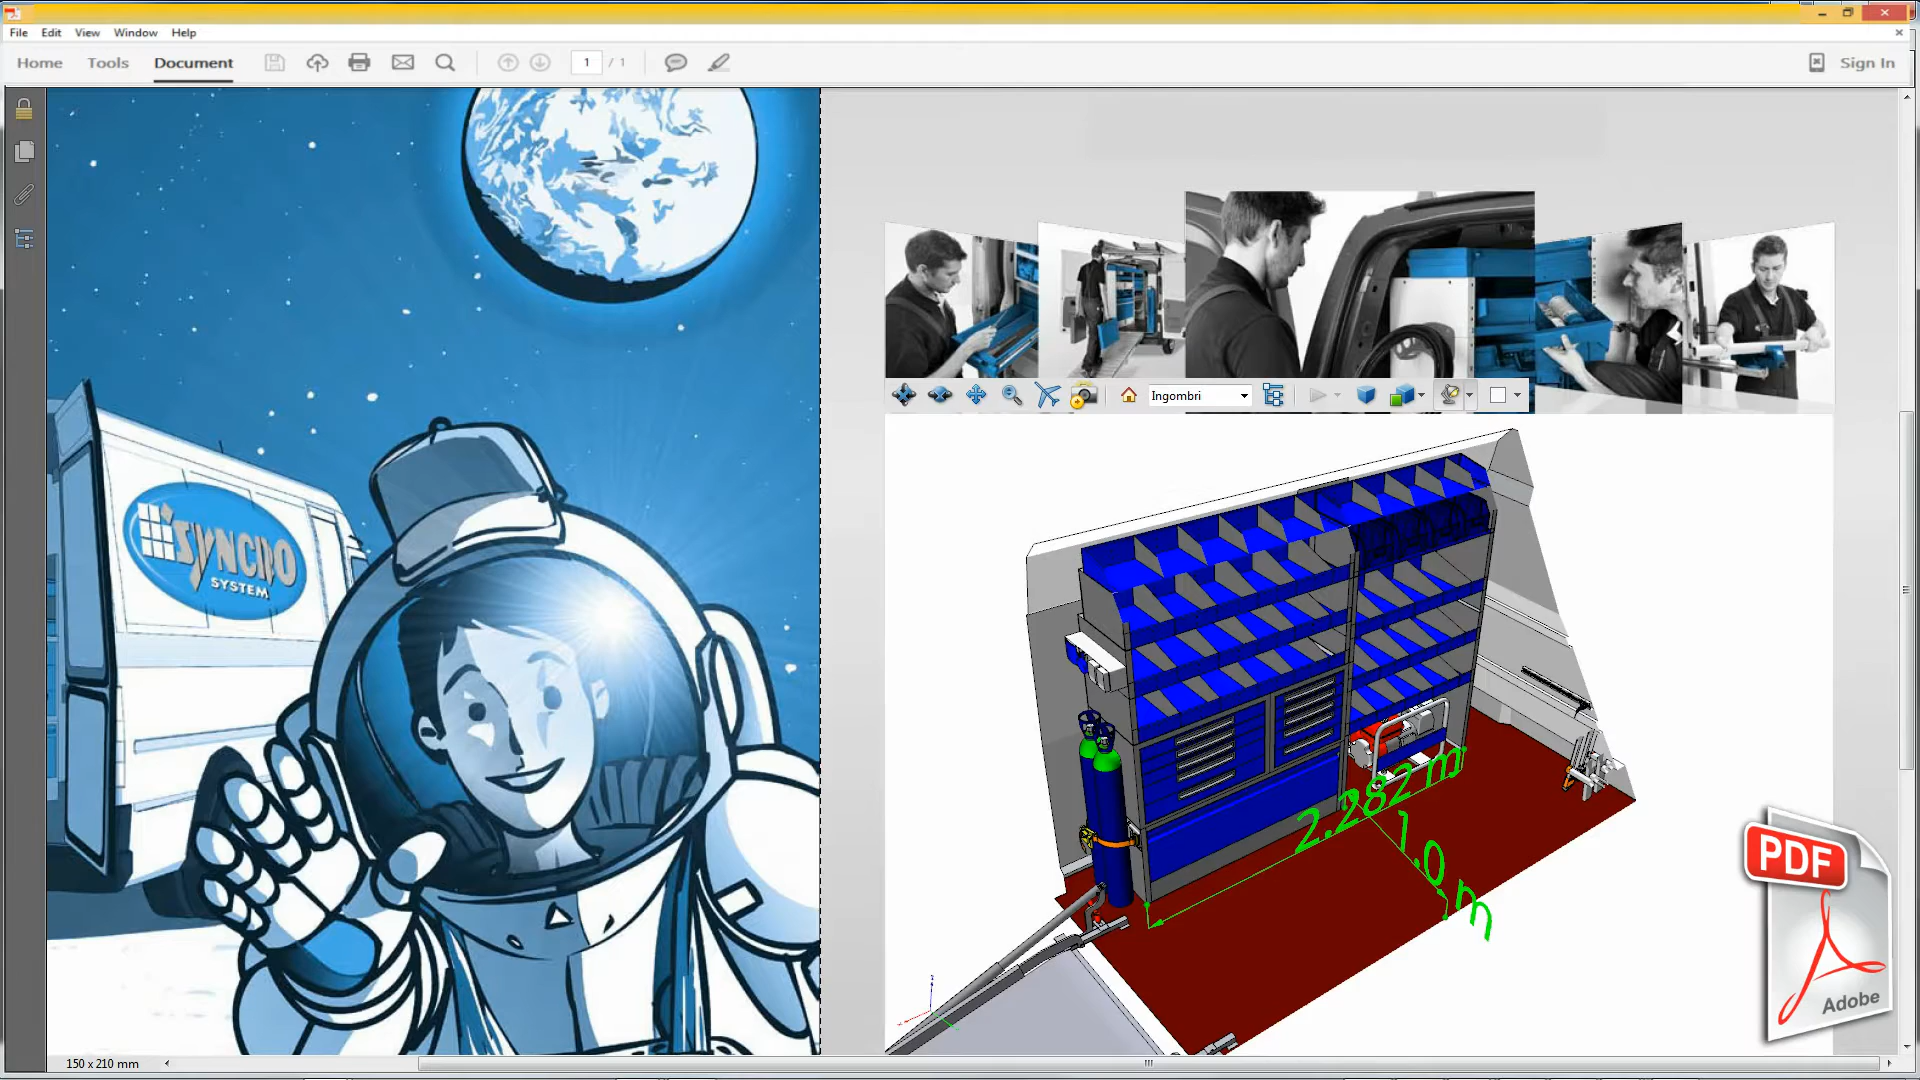 File Edit View Window Help
Home Tools Document 1 / 1 Sign In
SYNCRO
SYSTEM
Ingombri
2.282 m
1.0 m
PDF
Adobe
150 x 210 mm